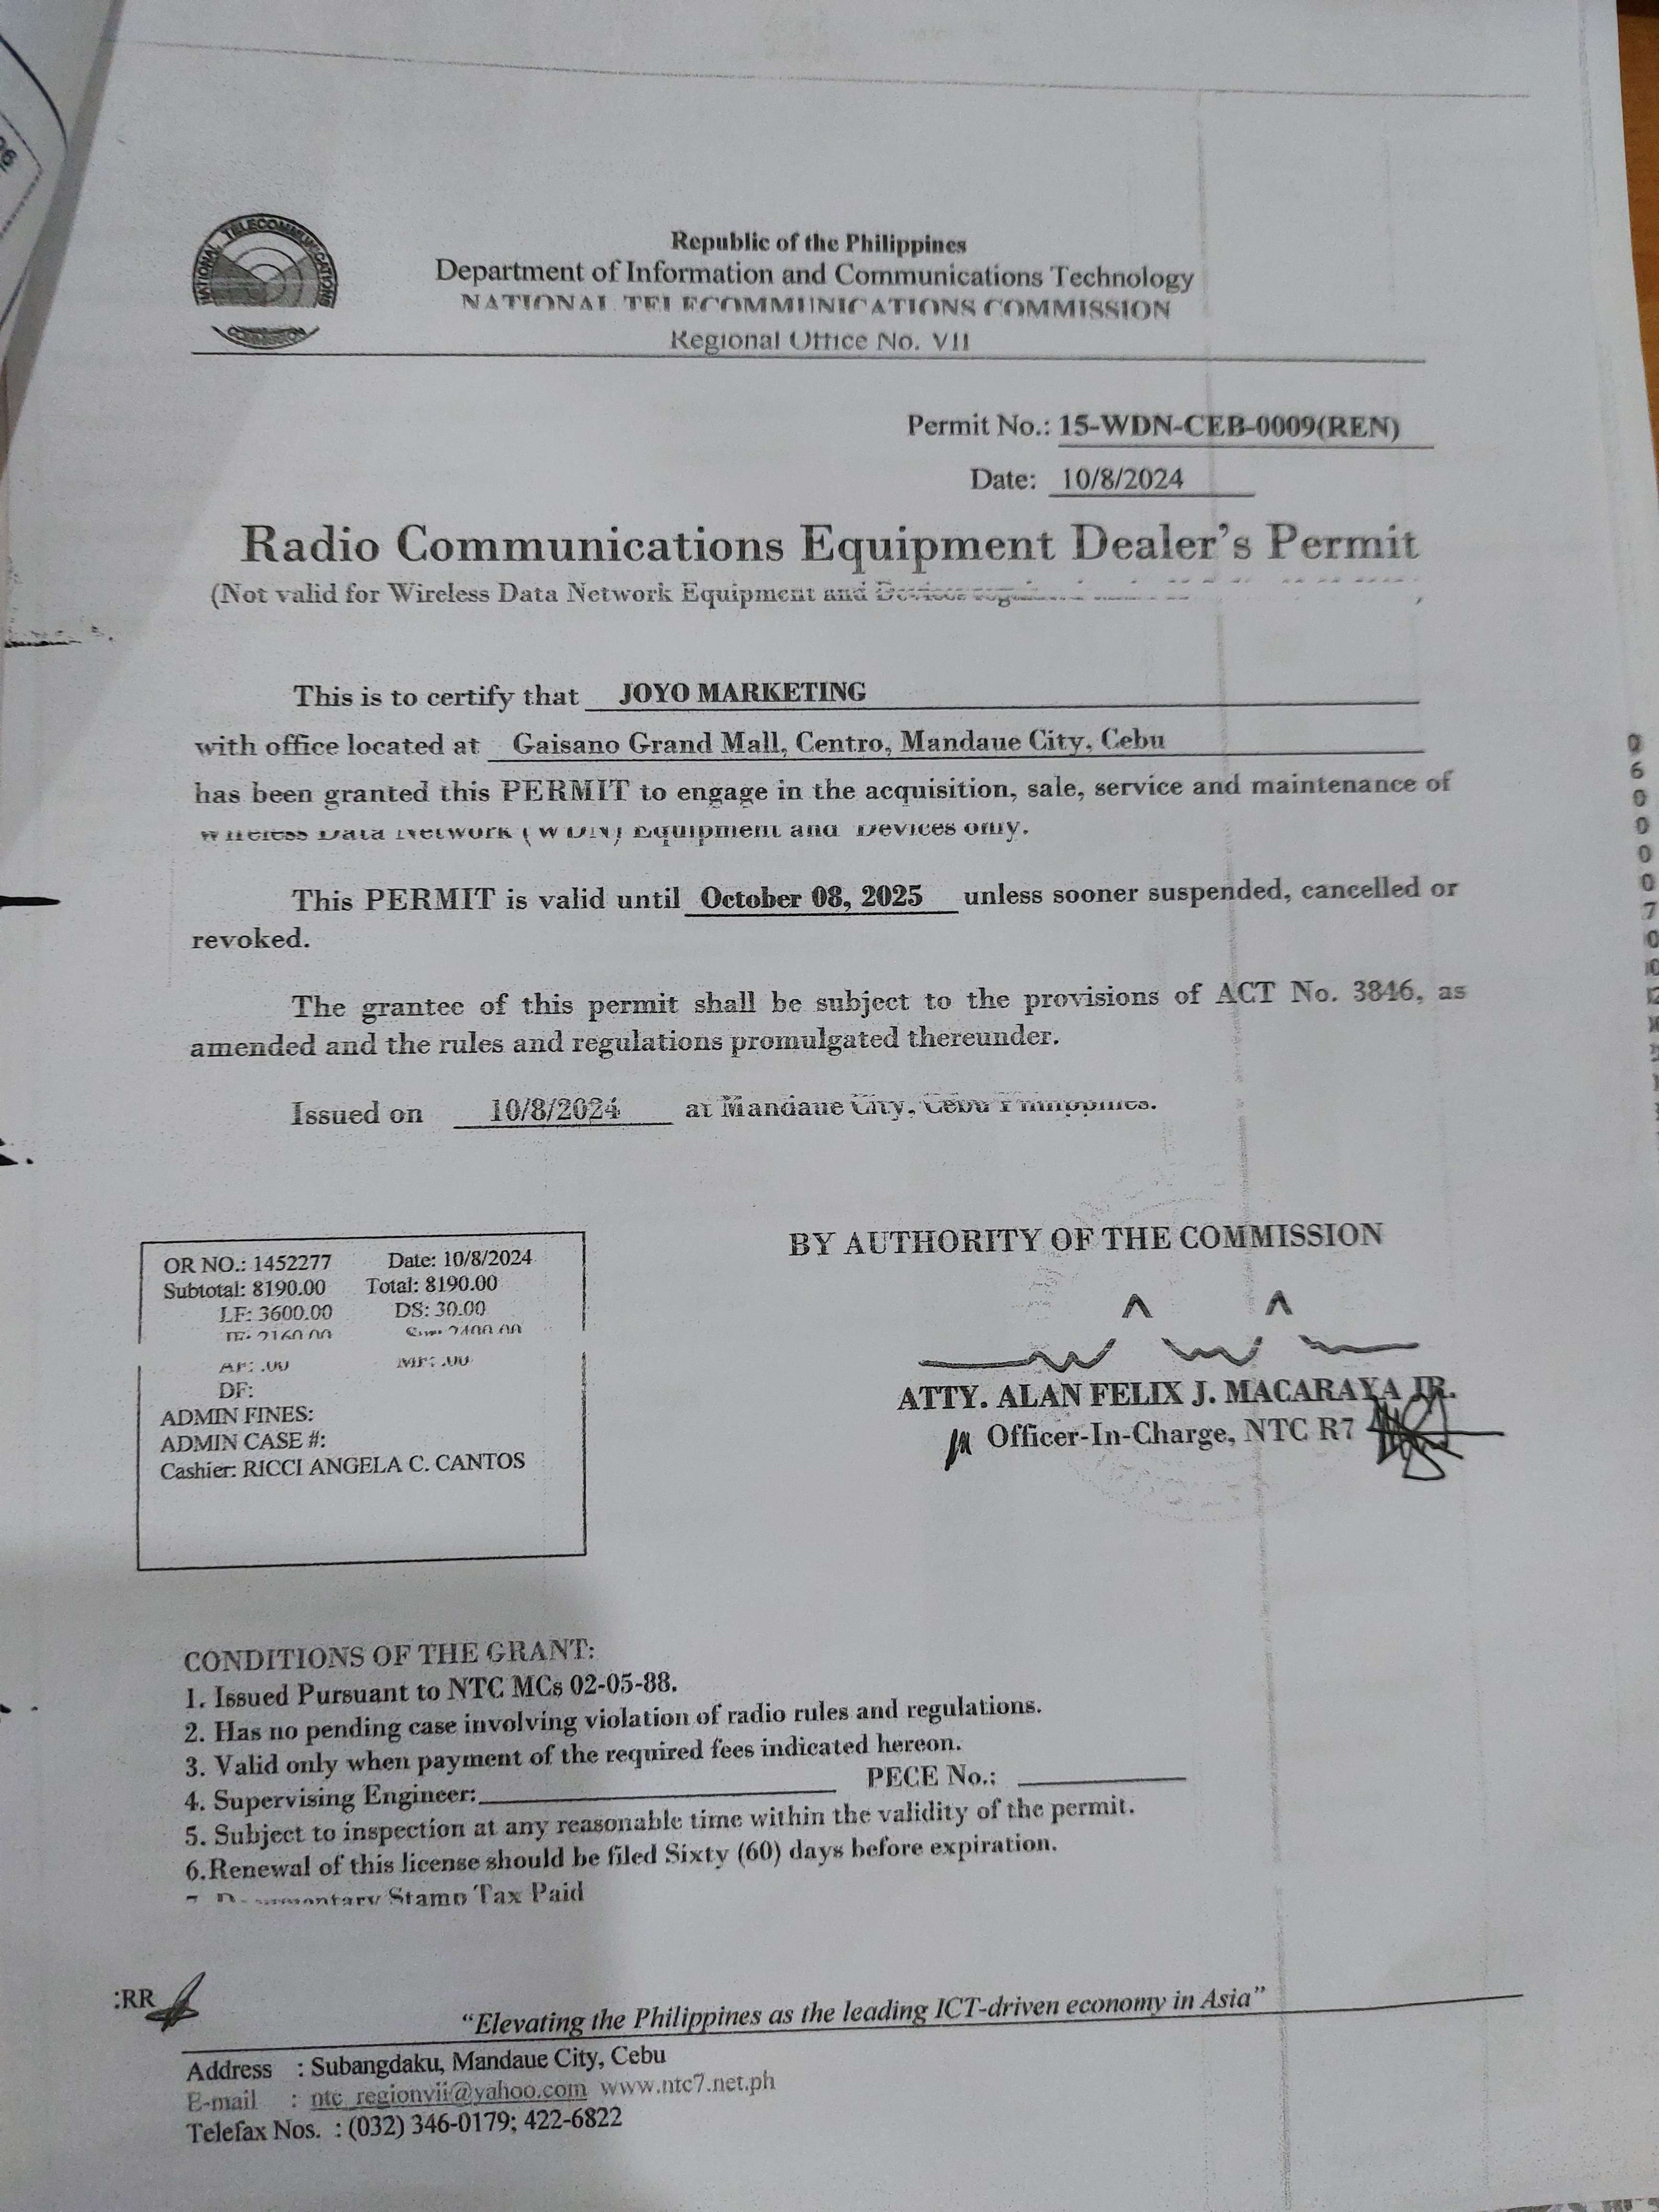 NATIONAL TELECOMMUNICATIONS COMMISSION
Republic of the Philippines
Department of Information and Communications Technology
NATIONAL TELECOMMUNICATIONS COMMISSION
Regional Office No. VII
Permit No.: 15-WDN-CEB-0009(REN)
Date: 10/8/2024
Radio Communications Equipment Dealer's Permit
(Not valid for Wireless Data Network Equipment and Devices
This is to certify that JOYO MARKETING
with office located at Gaisano Grand Mall, Centro, Mandaue City, Cebu
has been granted this PERMIT to engage in the acquisition, sale, service and maintenance of
Wireless Data Network (WDN) Equipment and Devices only.
This PERMIT is valid until October 08, 2025 unless sooner suspended, cancelled or
revoked.
The grantee of this permit shall be subject to the provisions of ACT No. 3846, as
amended and the rules and regulations promulgated thereunder.
Issued on 10/8/2024 at Mandaue City, Cebu Philippines.
OR NO.: 1452277 Date: 10/8/2024
Subtotal: 8190.00 Total: 8190.00
LF: 3600.00 DS: 30.00
IF: 2160.00 Sur: 2400.00
AF: .00 MF: .00
DF:
ADMIN FINES:
ADMIN CASE #:
Cashier: RICCI ANGELA C. CANTOS
BY AUTHORITY OF THE COMMISSION
ATTY. ALAN FELIX J. MACARAYA JR.
Officer-In-Charge, NTC R7
CONDITIONS OF THE GRANT:
1. Issued Pursuant to NTC MCs 02-05-88.
2. Has no pending case involving violation of radio rules and regulations.
3. Valid only when payment of the required fees indicated hereon.
4. Supervising Engineer: PECE No.:
5. Subject to inspection at any reasonable time within the validity of the permit.
6.Renewal of this license should be filed Sixty (60) days before expiration.
7. Documentary Stamp Tax Paid
:RR
"Elevating the Philippines as the leading ICT-driven economy in Asia"
Address : Subangdaku, Mandaue City, Cebu
E-mail : ntc_regionvii@yahoo.com www.ntc7.net.ph
Telefax Nos. : (032) 346-0179; 422-6822